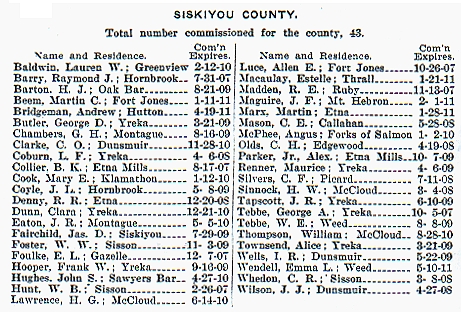 SISKIYOU COUNTY.
Total number commissioned for the county, 43.
Name and Residence. Com'n Expires.
Baldwin, Lauren W.; Greenview 2-12-10
Barry, Raymond J.; Hornbrook 7-31-07
Barton, H. J.; Oak Bar 8-21-09
Beem, Martin C.; Fort Jones 1-11-11
Bridgeman, Andrew; Hutton 4-19-11
Butler, George D.; Yreka 3-21-09
Chambers, G. H.; Montague 8-16-09
Clarke, C. O.; Dunsmuir 11-28-10
Coburn, L. F.; Yreka 4- 6-08
Collier, B. K.; Etna Mills 8-17-07
Cook, Mary E.; Klamathon 1-12-10
Coyle, J. L.; Hornbrook 5- 8-09
Denny, R. R.; Etna 12-20-08
Dunn, Clara; Yreka 12-21-10
Eaton, J. R.; Montague 5- 5-10
Fairchild, Jas. D.; Siskiyou 7-29-09
Foster, W. W.; Sisson 11- 3-09
Foulke, E. L.; Gazelle 12- 7-07
Hooper, Frank W.; Yreka 9-10-09
Hughes, John S.; Sawyers Bar 4-27-10
Hunt, W. B.; Sisson 2-26-07
Lawrence, H. G.; McCloud 6-14-10
Name and Residence. Com'n Expires.
Luce, Allen E.; Fort Jones 10-26-07
Macaulay, Estelle; Thrall 1-21-11
Madden, R. E.; Ruby 11-13-07
Maguire, J. F.; Mt. Hebron 2- 1-11
Marx, Martin; Etna 1-28-11
Mason, C. E.; Callahan 5-28-08
McPhee, Angus; Forks of Salmon 1- 2-10
Olds, C. H.; Edgewood 4-19-08
Parker, Jr., Alex.; Etna Mills 10- 7-09
Renner, Maurice; Yreka 4- 6-09
Silvers, C. F.; Picard 7-11-08
Sinnock, H. W.; McCloud 3- 4-08
Tapscott, J. R.; Yreka 6-10-09
Tebbe, George A.; Yreka 10- 5-07
Tebbe, W. E.; Weed 8- 8-09
Thompson, William; McCloud 8-28-10
Townsend, Alice; Yreka 3-21-09
Wells, I. R.; Dunsmuir 5-22-09
Wendell, Emma L.; Weed 5-10-11
Whedon, C. R.; Sisson 3- 8-08
Wilson, J. J.; Dunsmuir 4-27-08